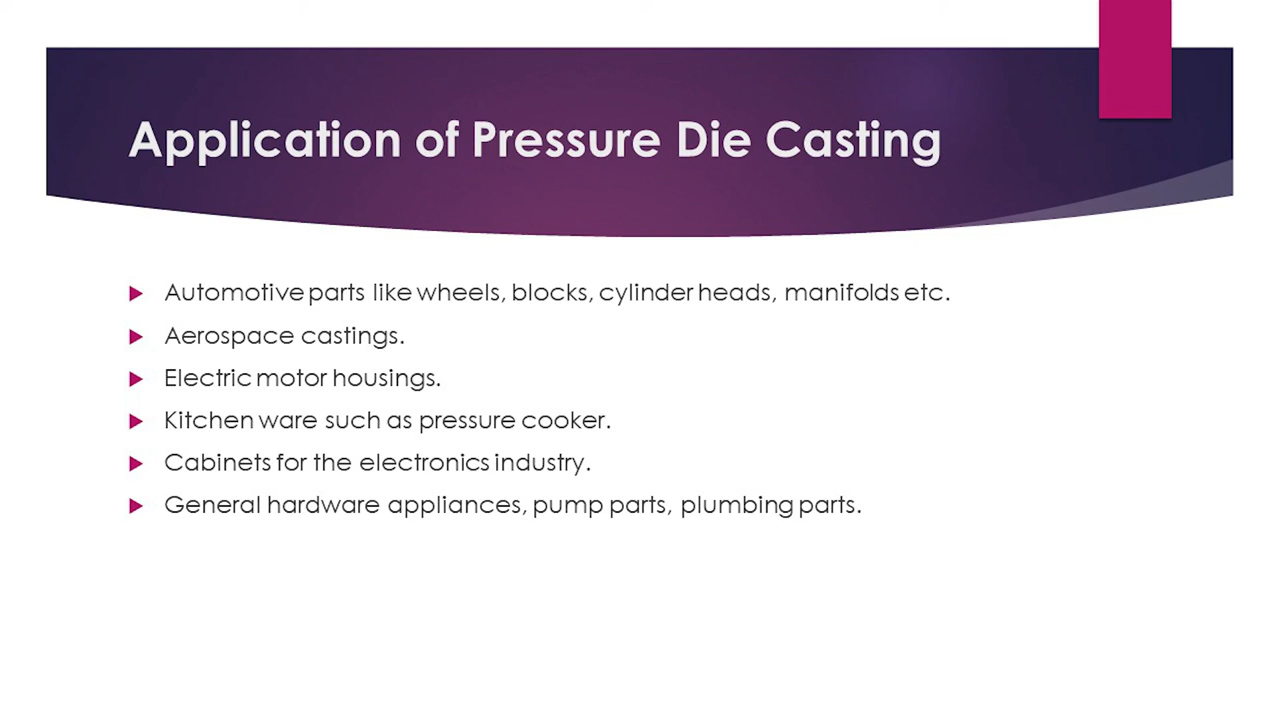 Application of Pressure Die Casting
Automotive parts like wheels, blocks, cylinder heads, manifolds etc.
Aerospace castings.
Electric motor housings.
Kitchen ware such as pressure cooker.
Cabinets for the electronics industry.
General hardware appliances, pump parts, plumbing parts.